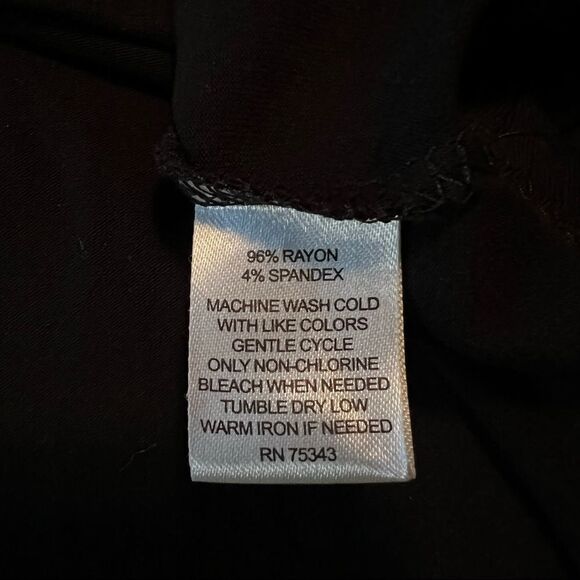 96% RAYON
4% SPANDEX
MACHINE WASH COLD
WITH LIKE COLORS
GENTLE CYCLE
ONLY NON-CHLORINE
BLEACH WHEN NEEDED
TUMBLE DRY LOW
WARM IRON IF NEEDED
RN 75343